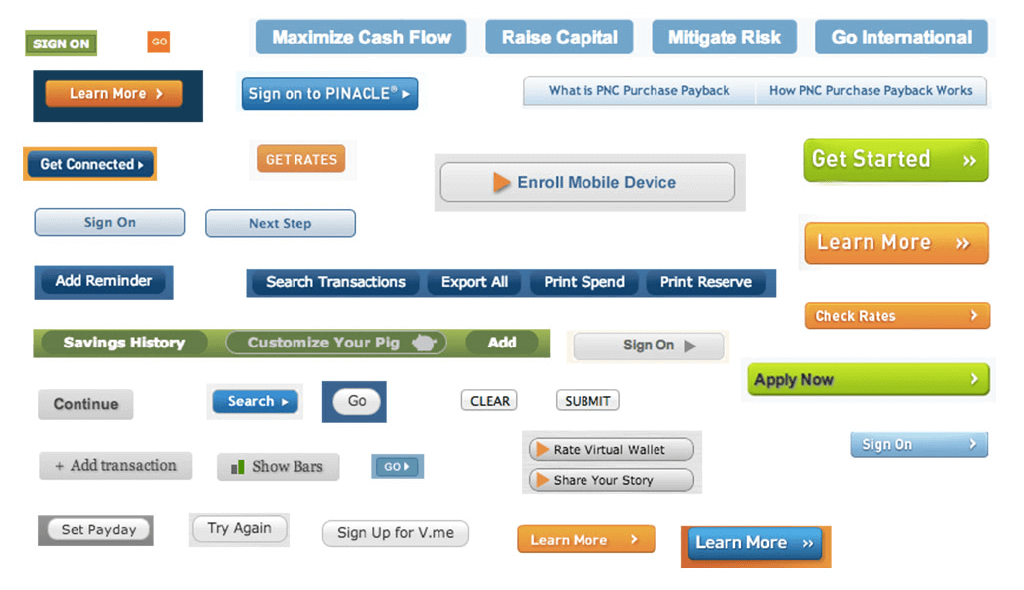 SIGN ON
GO
Maximize Cash Flow
Raise Capital
Mitigate Risk
Go International
Learn More
Sign on to PINACLE®
What is PNC Purchase Payback
How PNC Purchase Payback Works
Get Connected
GET RATES
Enroll Mobile Device
Get Started »
Sign On
Next Step
Learn More »
Add Reminder
Search Transactions
Export All
Print Spend
Print Reserve
Check Rates
Savings History
Customize Your Pig
Add
Sign On
Apply Now
Continue
Search
Go
CLEAR
SUBMIT
Sign On
+ Add transaction
Show Bars
GO
Rate Virtual Wallet
Share Your Story
Set Payday
Try Again
Sign Up for V.me
Learn More
Learn More »